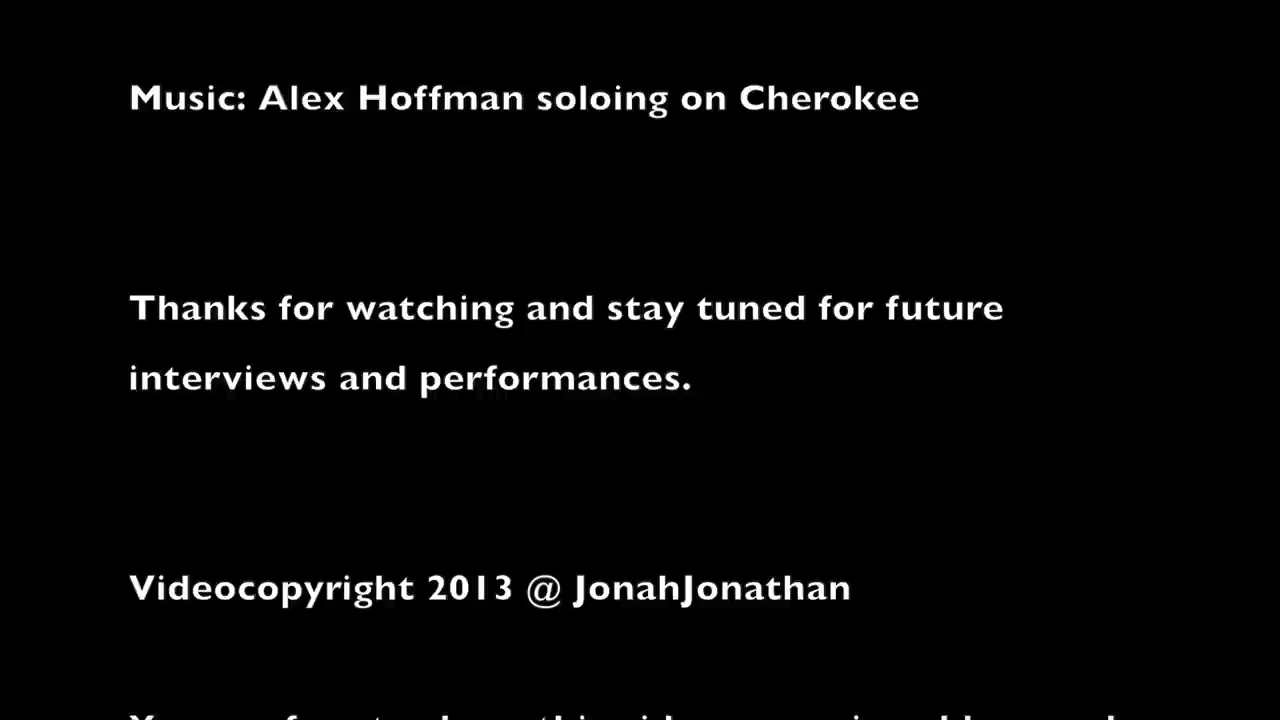 Music: Alex Hoffman soloing on Cherokee
Thanks for watching and stay tuned for future
interviews and performances.
Videocopyright 2013 @ JonahJonathan